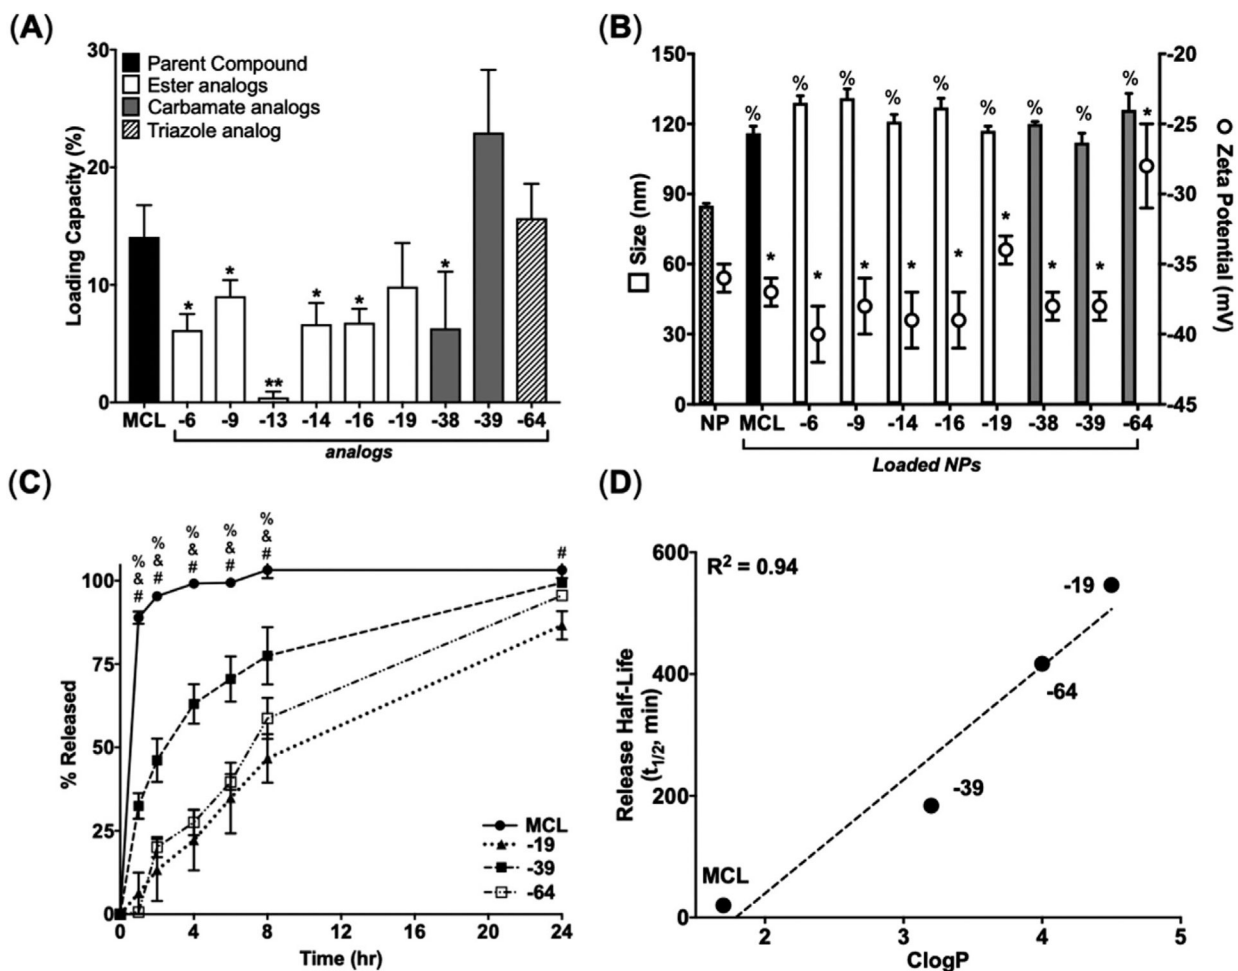 (A)
30
20
10
0
Loading Capacity (%)
Parent Compound
Ester analogs
Carbamate analogs
Triazole analog
*
*
**
*
*
*
MCL -6 -9 -13 -14 -16 -19 -38 -39 -64
analogs
(B)
150
120
90
60
30
0
Size (nm)
% % % % % % % % %
* * * * * * * * *
-20
-25
-30
-35
-40
-45
Zeta Potential (mV)
NP MCL -6 -9 -14 -16 -19 -38 -39 -64
Loaded NPs
(C)
100
75
50
25
0
% Released
% & #
% & #
% & #
% & #
% & #
#
MCL
-19
-39
-64
0 4 8 12 16 20 24
Time (hr)
(D)
600
400
200
0
Release Half-Life
(t1/2, min)
R² = 0.94
-19
-64
-39
MCL
2 3 4 5
ClogP